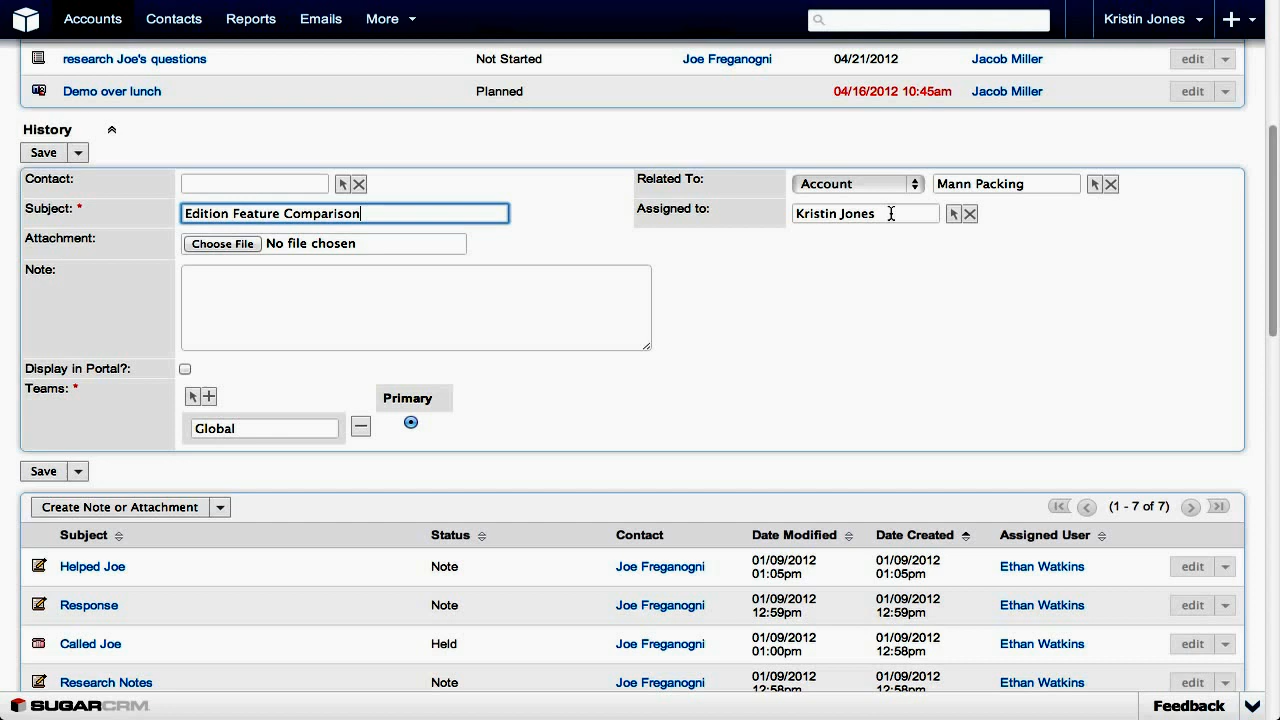 Accounts Contacts Reports Emails More Kristin Jones
research Joe's questions Not Started Joe Freganogni 04/21/2012 Jacob Miller edit
Demo over lunch Planned 04/16/2012 10:45am Jacob Miller edit
History
Save
Contact: Related To: Account Mann Packing
Subject: * Edition Feature Comparison Assigned to: Kristin Jones
Attachment: Choose File No file chosen
Note:
Display in Portal?:
Teams: * Primary
Global
Save
Create Note or Attachment (1 - 7 of 7)
Subject Status Contact Date Modified Date Created Assigned User
Helped Joe Note Joe Freganogni 01/09/2012 01:05pm 01/09/2012 01:05pm Ethan Watkins edit
Response Note Joe Freganogni 01/09/2012 12:59pm 01/09/2012 12:59pm Ethan Watkins edit
Called Joe Held Joe Freganogni 01/09/2012 01:00pm 01/09/2012 12:58pm Ethan Watkins edit
Research Notes Note Joe Freganogni 01/09/2012 12:58pm 01/09/2012 12:58pm Ethan Watkins edit
SUGARCRM Feedback